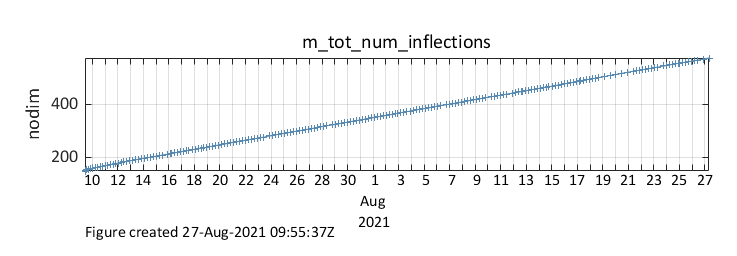 m_tot_num_inflections
nodim
400
200
10 12 14 16 18 20 22 24 26 28 30 1 3 5 7 9 11 13 15 17 19 21 23 25 27
Aug
2021
Figure created 27-Aug-2021 09:55:37Z